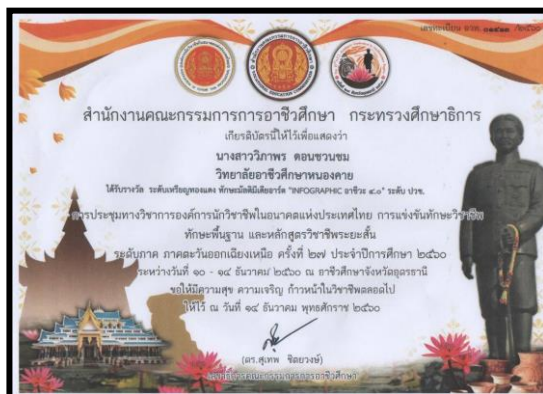 สำนักงานคณะกรรมการการอาชีวศึกษา กระทรวงศึกษาธิการ
เกียรติบัตรนี้ให้ไว้เพื่อแสดงว่า
นางสาววิภาพร ดอนชวนชม
วิทยาลัยอาชีวศึกษาหนองคาย
ได้รับรางวัล ระดับเหรียญทองแดง ทักษะมัลติมีเดียอาร์ต "INFOGRAPHIC อาชีวะ ๔.๐" ระดับ ปวช.
การประชุมทางวิชาการองค์การนักวิชาชีพในอนาคตแห่งประเทศไทย การแข่งขันทักษะวิชาชีพ
ทักษะพื้นฐาน และหลักสูตรวิชาชีพระยะสั้น
ระดับภาค ภาคตะวันออกเฉียงเหนือ ครั้งที่ ๒๗ ประจำปีการศึกษา ๒๕๖๐
ระหว่างวันที่ ๑๐ - ๑๔ ธันวาคม ๒๕๖๐ ณ อาชีวศึกษาจังหวัดอุดรธานี
ขอให้มีความสุข ความเจริญ ก้าวหน้าในวิชาชีพตลอดไป
ให้ไว้ ณ วันที่ ๑๔ ธันวาคม พุทธศักราช ๒๕๖๐
(ดร.สุเทพ ชิตยวงษ์)
เลขาธิการคณะกรรมการการอาชีวศึกษา